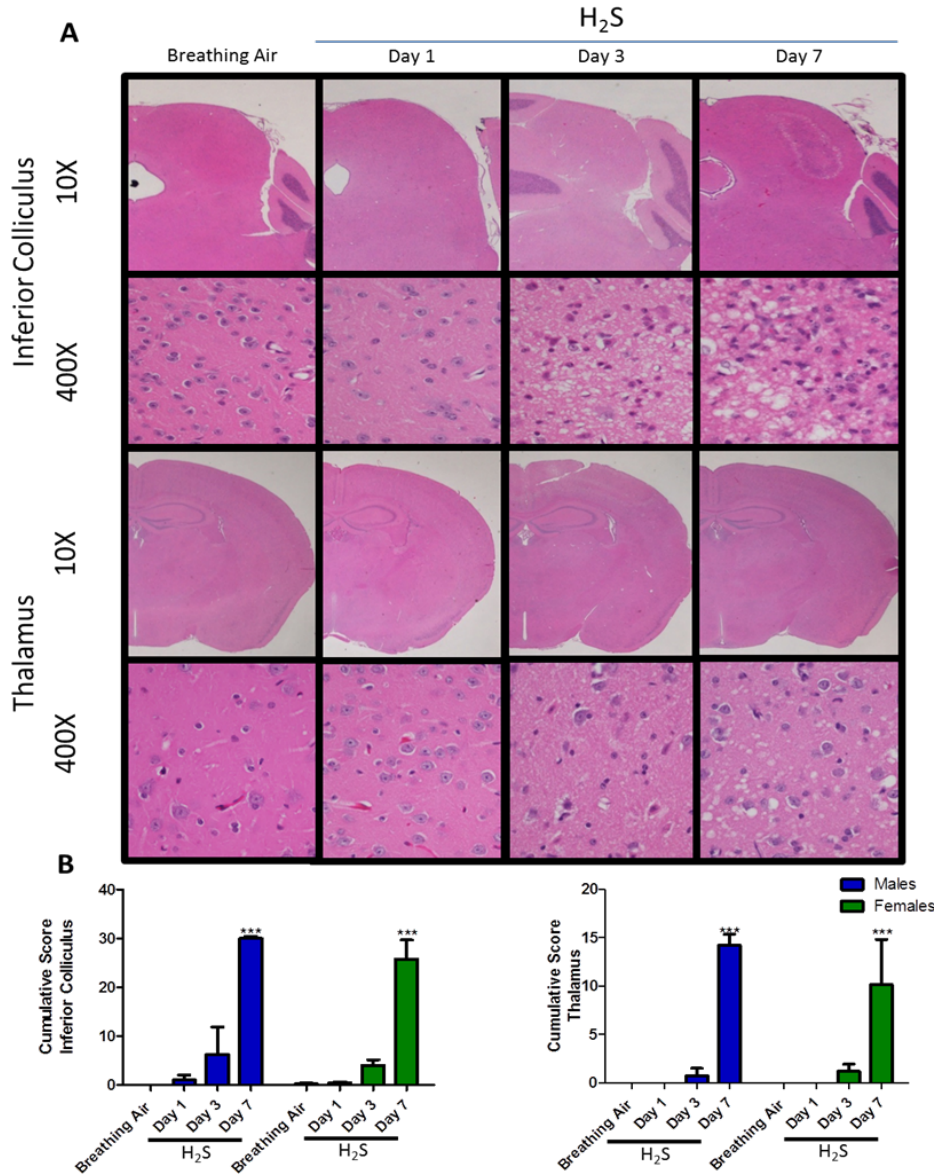 A
H₂S
Breathing Air Day 1 Day 3 Day 7
Inferior Colliculus
10X
400X
Thalamus
10X
400X
B
Cumulative Score
Inferior Colliculus
40
30
20
10
0
***
***
Breathing Air Day 1 Day 3 Day 7 Breathing Air Day 1 Day 3 Day 7
H₂S H₂S
Males
Females
Cumulative Score
Thalamus
20
15
10
5
0
***
***
Breathing Air Day 1 Day 3 Day 7 Breathing Air Day 1 Day 3 Day 7
H₂S H₂S